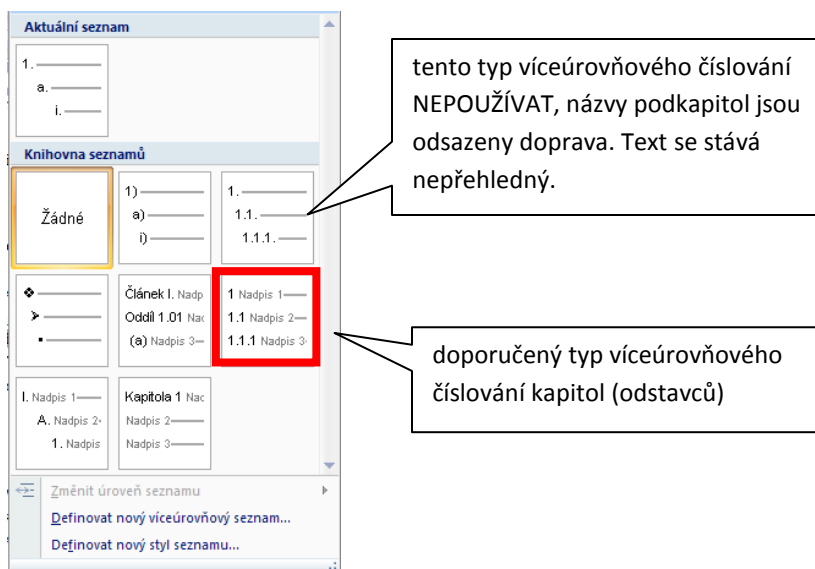 Aktuální seznam
1.
a.
i.
Knihovna seznamů
Žádné
1)
a)
i)
1.
1.1.
1.1.1.
Článek I. Nadp
Oddíl 1.01 Nac
(a) Nadpis 3
1 Nadpis 1
1.1 Nadpis 2
1.1.1 Nadpis 3
I. Nadpis 1
A. Nadpis 2
1. Nadpis
Kapitola 1 Nac
Nadpis 2
Nadpis 3
Změnit úroveň seznamu
Definovat nový víceúrovňový seznam...
Definovat nový styl seznamu...
tento typ víceúrovňového číslování
NEPOUŽÍVAT, názvy podkapitol jsou
odsazeny doprava. Text se stává
nepřehledný.
doporučený typ víceúrovňového
číslování kapitol (odstavců)